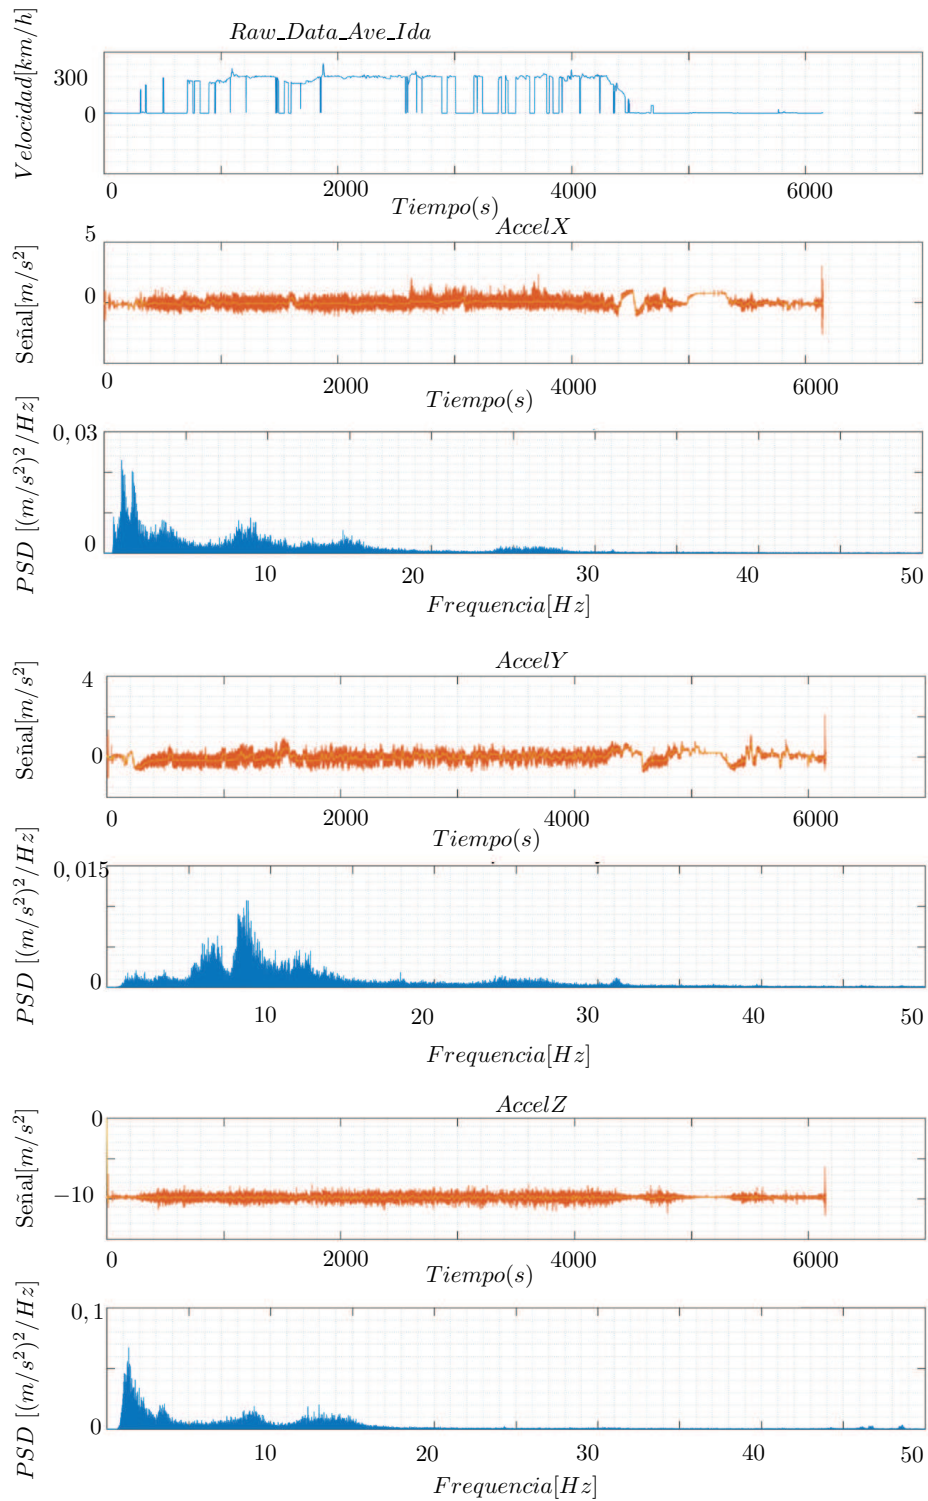 Raw_Data_Ave_Ida
Velocidad[km/h]
300
0
0 2000 4000 6000
Tiempo(s)
AccelX
Señal[m/s²]
5
0
0 2000 4000 6000
Tiempo(s)
PSD [(m/s²)²/Hz]
0,03
0
10 20 30 40 50
Frequencia[Hz]
AccelY
Señal[m/s²]
4
0
0 2000 4000 6000
Tiempo(s)
PSD [(m/s²)²/Hz]
0,015
0
10 20 30 40 50
Frequencia[Hz]
AccelZ
Señal[m/s²]
0
−10
0 2000 4000 6000
Tiempo(s)
PSD [(m/s²)²/Hz]
0,1
0
10 20 30 40 50
Frequencia[Hz]